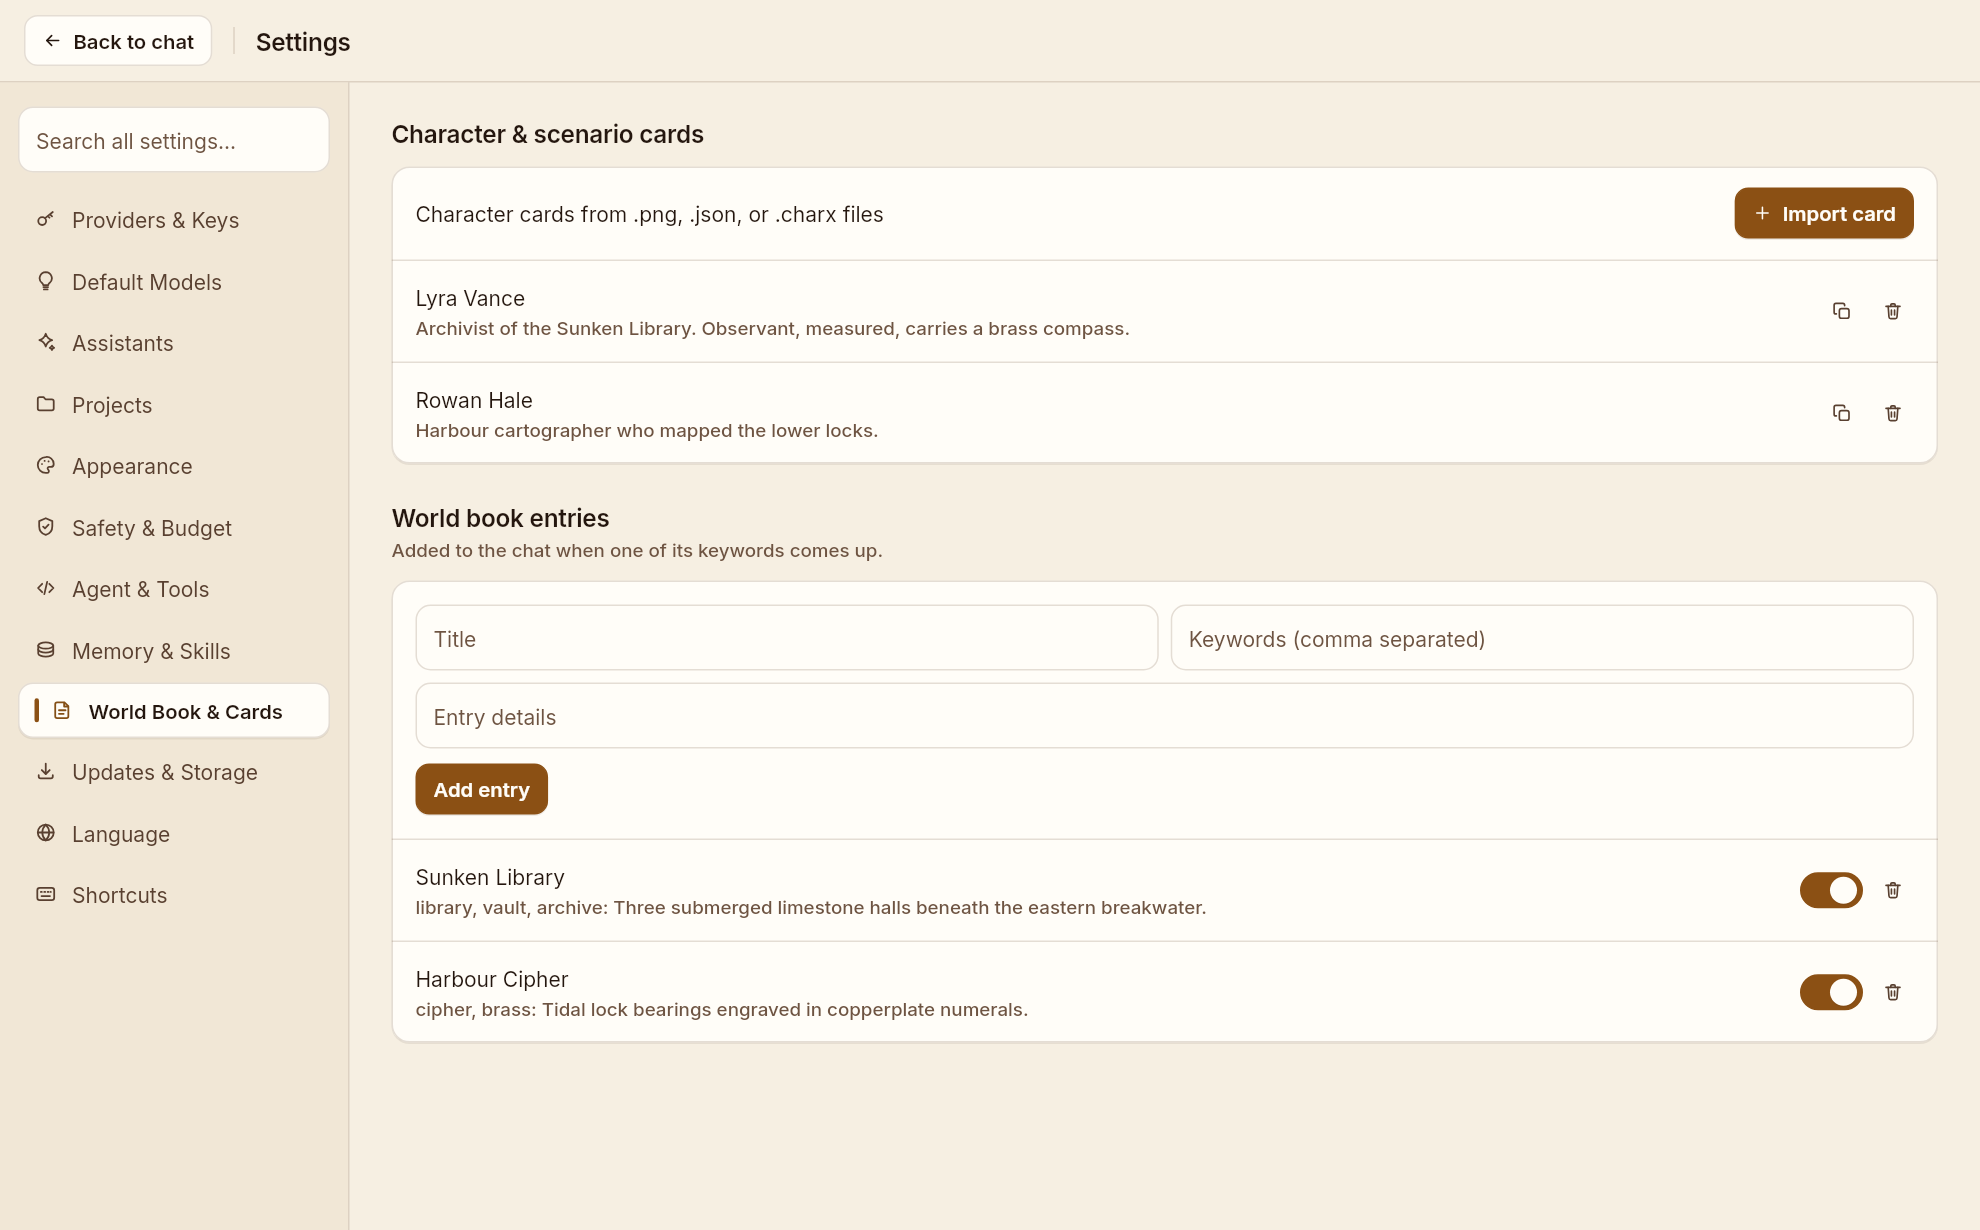 Back to chat
Settings
Search all settings...
Providers & Keys
Default Models
Assistants
Projects
Appearance
Safety & Budget
Agent & Tools
Memory & Skills
World Book & Cards
Updates & Storage
Language
Shortcuts
Character & scenario cards
Character cards from .png, .json, or .charx files
Import card
Lyra Vance
Archivist of the Sunken Library. Observant, measured, carries a brass compass.
Rowan Hale
Harbour cartographer who mapped the lower locks.
World book entries
Added to the chat when one of its keywords comes up.
Title
Keywords (comma separated)
Entry details
Add entry
Sunken Library
library, vault, archive: Three submerged limestone halls beneath the eastern breakwater.
Harbour Cipher
cipher, brass: Tidal lock bearings engraved in copperplate numerals.